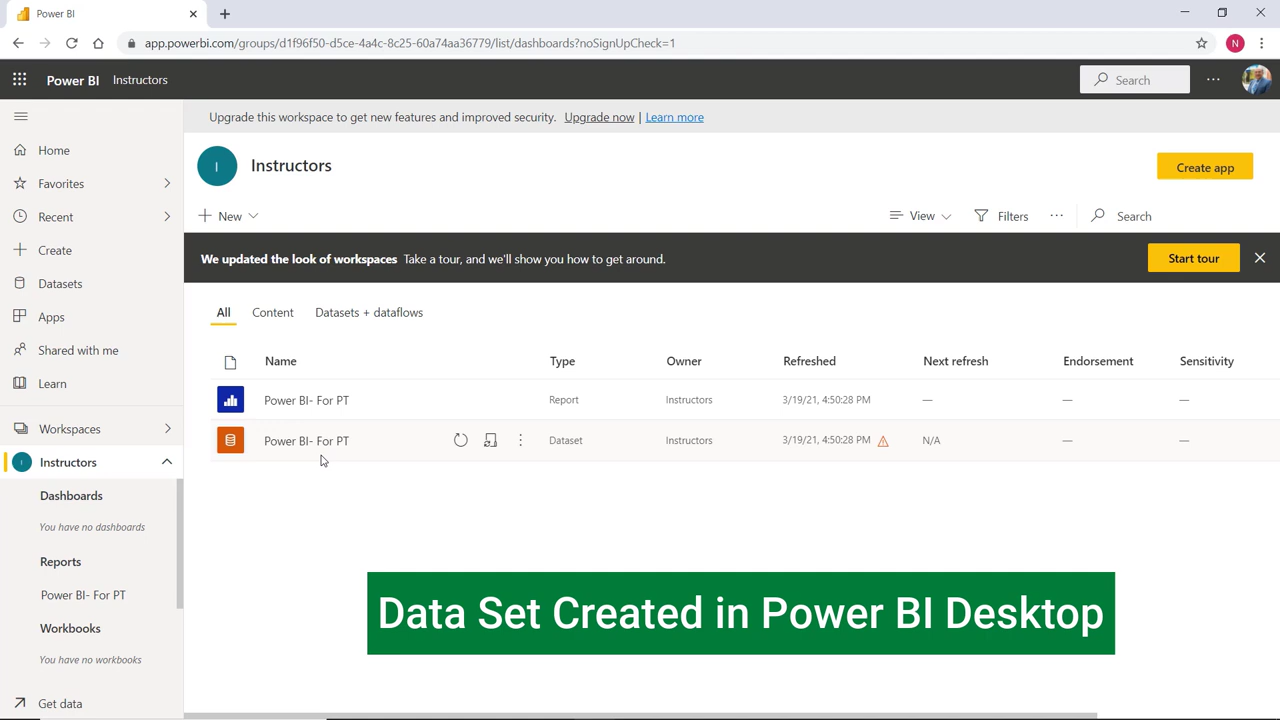 Power BI
app.powerbi.com/groups/d1f96f50-d5ce-4a4c-8c25-60a74aa36779/list/dashboards?noSignUpCheck=1
N
Power BI Instructors
Search
Upgrade this workspace to get new features and improved security. Upgrade now | Learn more
Home
Favorites
Recent
Create
Datasets
Apps
Shared with me
Learn
Workspaces
I Instructors
Dashboards
You have no dashboards
Reports
Power BI- For PT
Workbooks
You have no workbooks
Get data
I Instructors
Create app
New
View
Filters
Search
We updated the look of workspaces Take a tour, and we'll show you how to get around.
Start tour
All Content Datasets + dataflows
Name Type Owner Refreshed Next refresh Endorsement Sensitivity
Power BI- For PT Report Instructors 3/19/21, 4:50:28 PM — — —
Power BI- For PT Dataset Instructors 3/19/21, 4:50:28 PM N/A — —
Data Set Created in Power BI Desktop